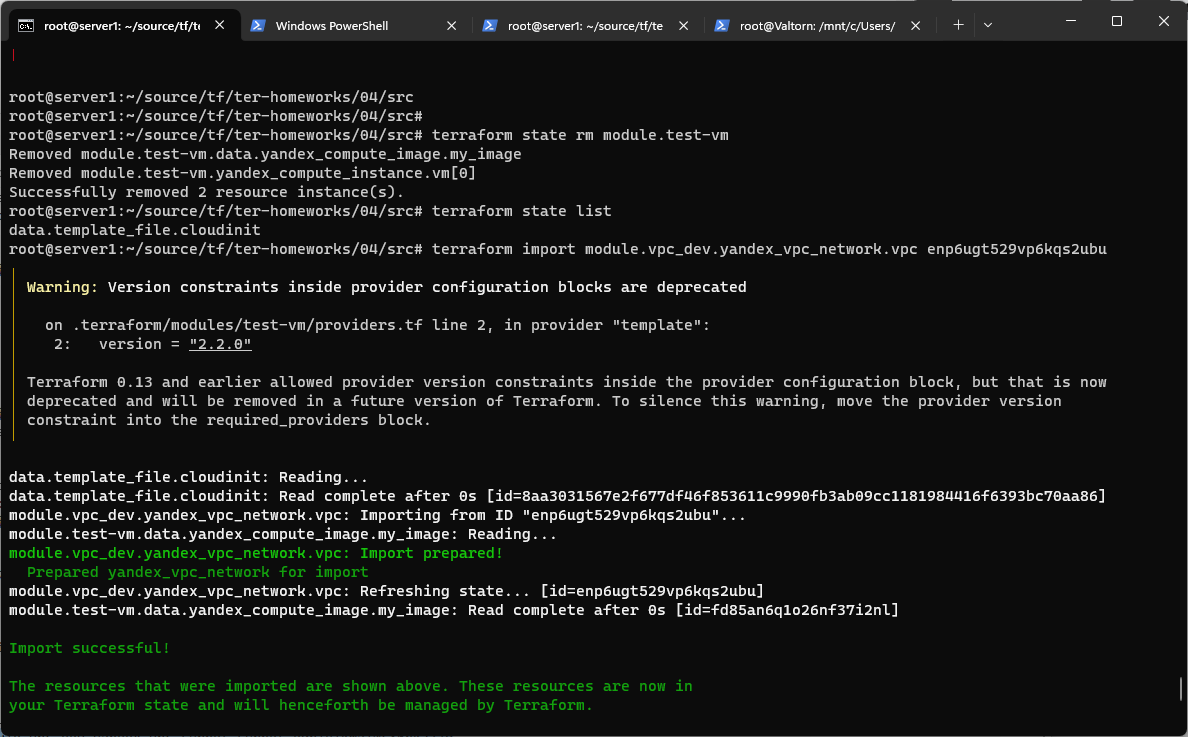 root@server1: ~/source/tf/te
Windows PowerShell
root@server1: ~/source/tf/te
root@Valtorn: /mnt/c/Users/
root@server1:~/source/tf/ter-homeworks/04/src
root@server1:~/source/tf/ter-homeworks/04/src#
root@server1:~/source/tf/ter-homeworks/04/src# terraform state rm module.test-vm
Removed module.test-vm.data.yandex_compute_image.my_image
Removed module.test-vm.yandex_compute_instance.vm[0]
Successfully removed 2 resource instance(s).
root@server1:~/source/tf/ter-homeworks/04/src# terraform state list
data.template_file.cloudinit
root@server1:~/source/tf/ter-homeworks/04/src# terraform import module.vpc_dev.yandex_vpc_network.vpc enp6ugt529vp6kqs2ubu
Warning: Version constraints inside provider configuration blocks are deprecated
on .terraform/modules/test-vm/providers.tf line 2, in provider "template":
2:   version = "2.2.0"
Terraform 0.13 and earlier allowed provider version constraints inside the provider configuration block, but that is now
deprecated and will be removed in a future version of Terraform. To silence this warning, move the provider version
constraint into the required_providers block.
data.template_file.cloudinit: Reading...
data.template_file.cloudinit: Read complete after 0s [id=8aa3031567e2f677df46f853611c9990fb3ab09cc1181984416f6393bc70aa86]
module.vpc_dev.yandex_vpc_network.vpc: Importing from ID "enp6ugt529vp6kqs2ubu"...
module.test-vm.data.yandex_compute_image.my_image: Reading...
module.vpc_dev.yandex_vpc_network.vpc: Import prepared!
Prepared yandex_vpc_network for import
module.vpc_dev.yandex_vpc_network.vpc: Refreshing state... [id=enp6ugt529vp6kqs2ubu]
module.test-vm.data.yandex_compute_image.my_image: Read complete after 0s [id=fd85an6q1o26nf37i2nl]
Import successful!
The resources that were imported are shown above. These resources are now in
your Terraform state and will henceforth be managed by Terraform.